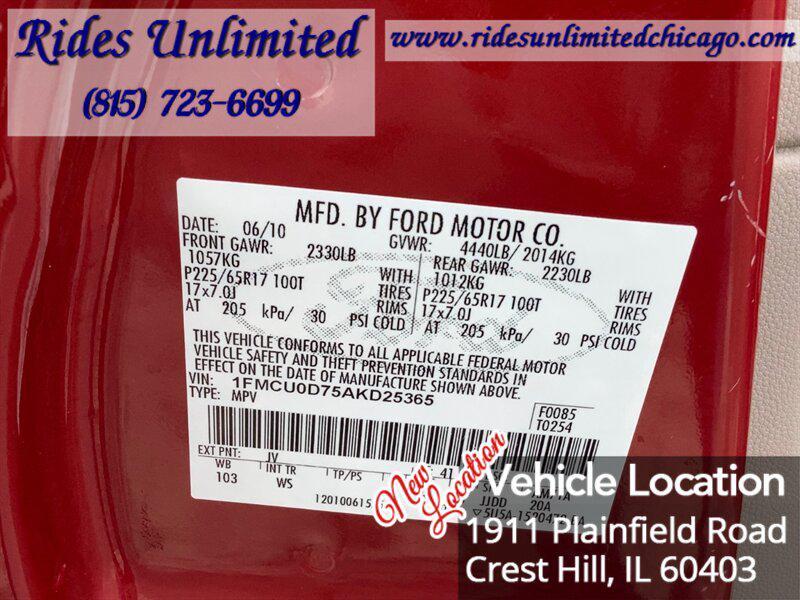 Rides Unlimited
(815) 723-6699
www.ridesunlimitedchicago.com
MFD. BY FORD MOTOR CO.
DATE: 06/10 GVWR: 4440LB/ 2014KG
FRONT GAWR: 2330LB REAR GAWR: 2230LB
1057KG WITH 1012KG WITH
P225/65R17 100T TIRES P225/65R17 100T TIRES
17x7.0J RIMS 17x7.0J RIMS
AT 205 kPa/ 30 PSI COLD AT 205 kPa/ 30 PSI COLD
THIS VEHICLE CONFORMS TO ALL APPLICABLE FEDERAL MOTOR
VEHICLE SAFETY AND THEFT PREVENTION STANDARDS IN
EFFECT ON THE DATE OF MANUFACTURE SHOWN ABOVE.
VIN: 1FMCU0D75AKD25365
TYPE: MPV
F0085
T0254
EXT PNT: JV 41
WB INT TR TP/PS
103 WS 20A
JJDD
120100615
New Location
Vehicle Location
1911 Plainfield Road
Crest Hill, IL 60403